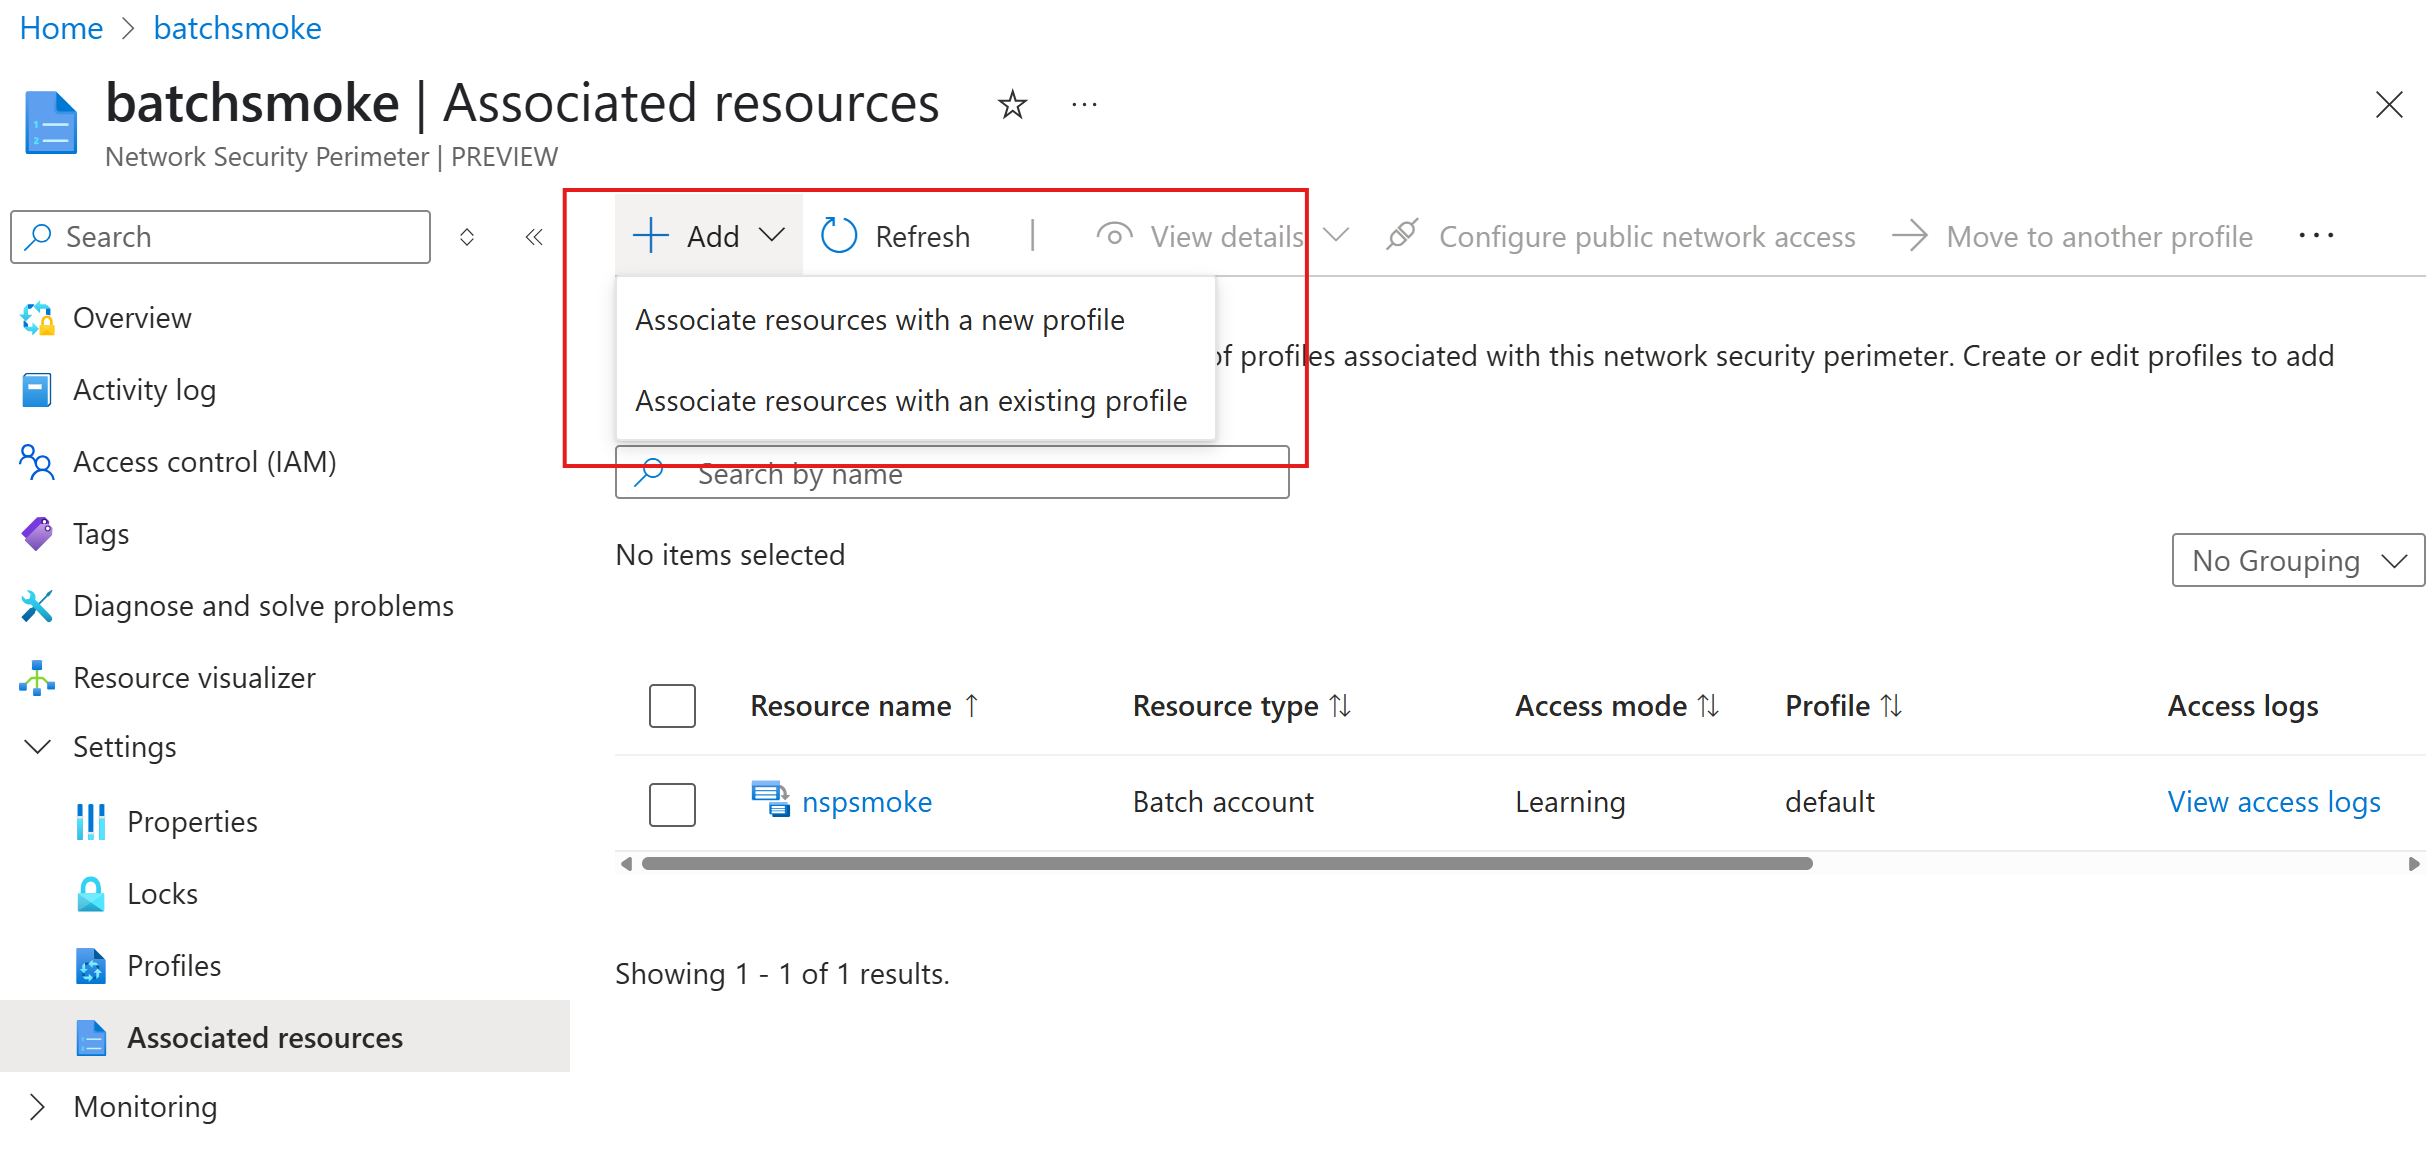 Home > batchsmoke
batchsmoke | Associated resources
Network Security Perimeter | PREVIEW
Search
Add
Refresh
View details
Configure public network access
Move to another profile
Associate resources with a new profile
Associate resources with an existing profile
of profiles associated with this network security perimeter. Create or edit profiles to add
Search by name
No items selected
No Grouping
Overview
Activity log
Access control (IAM)
Tags
Diagnose and solve problems
Resource visualizer
Settings
Properties
Locks
Profiles
Associated resources
Monitoring
Resource name ↑ Resource type ↑↓ Access mode ↑↓ Profile ↑↓ Access logs
nspsmoke Batch account Learning default View access logs
Showing 1 - 1 of 1 results.